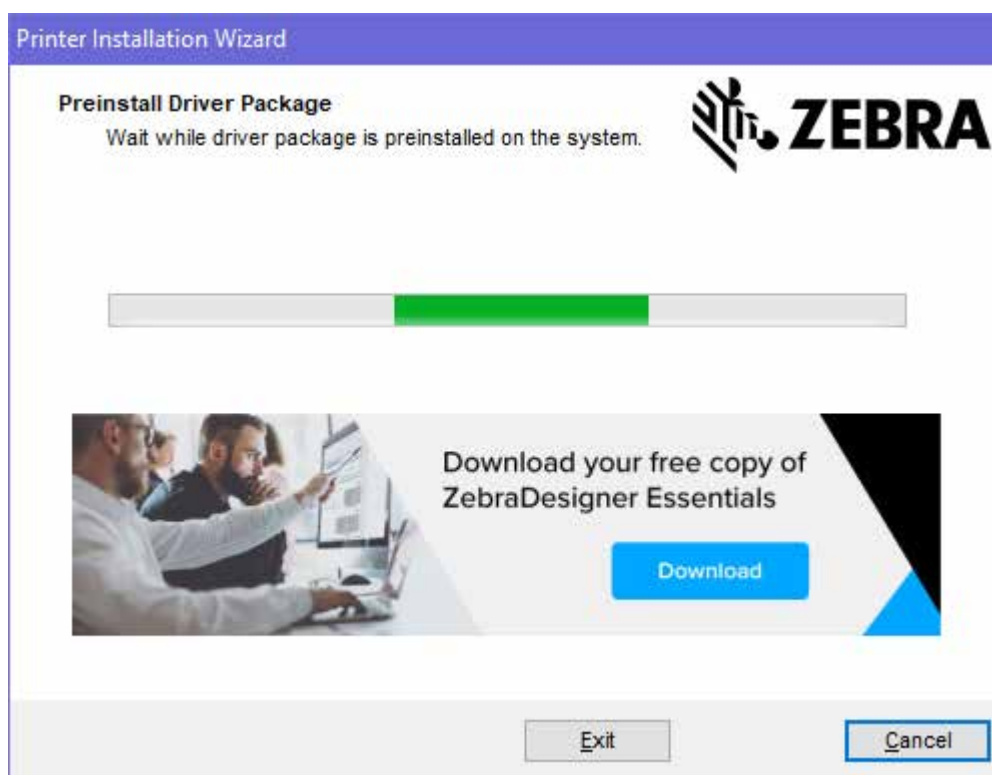 Printer Installation Wizard
Preinstall Driver Package
Wait while driver package is preinstalled on the system.
ZEBRA
Download your free copy of
ZebraDesigner Essentials
Download
Exit
Cancel